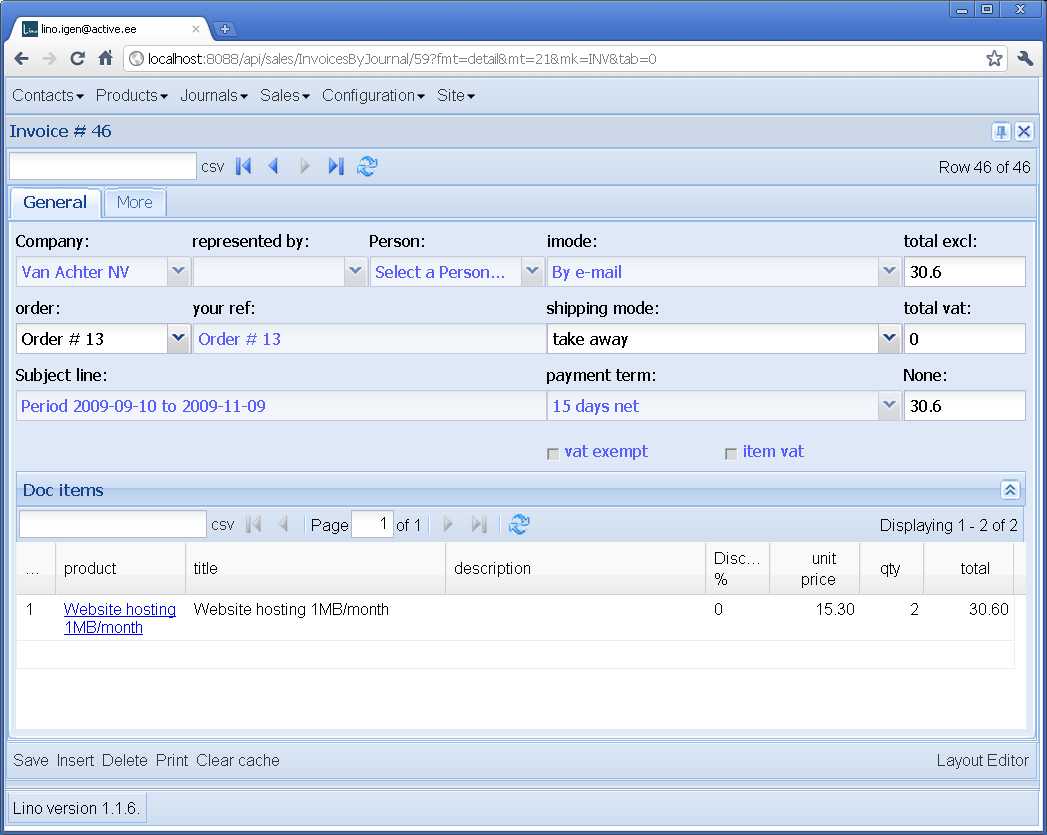 lino.igen@active.ee
localhost:8088/api/sales/InvoicesByJournal/59?fmt=detail&mt=21&mk=INV&tab=0
Contacts Products Journals Sales Configuration Site
Invoice # 46
csv Row 46 of 46
General More
Company: represented by: Person: imode: total excl:
Van Achter NV Select a Person... By e-mail 30.6
order: your ref: shipping mode: total vat:
Order # 13 Order # 13 take away 0
Subject line: payment term: None:
Period 2009-09-10 to 2009-11-09 15 days net 30.6
vat exempt item vat
Doc items
csv Page 1 of 1 Displaying 1 - 2 of 2
... product title description Disc... % unit price qty total
1 Website hosting 1MB/month Website hosting 1MB/month 0 15.30 2 30.60
Save Insert Delete Print Clear cache Layout Editor
Lino version 1.1.6.